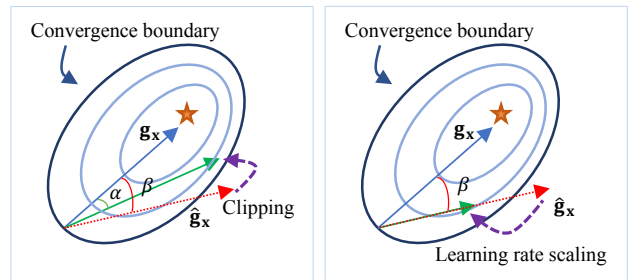 Convergence boundary
g_x
α
β
ĝ_x
Clipping
Convergence boundary
g_x
β
ĝ_x
Learning rate scaling